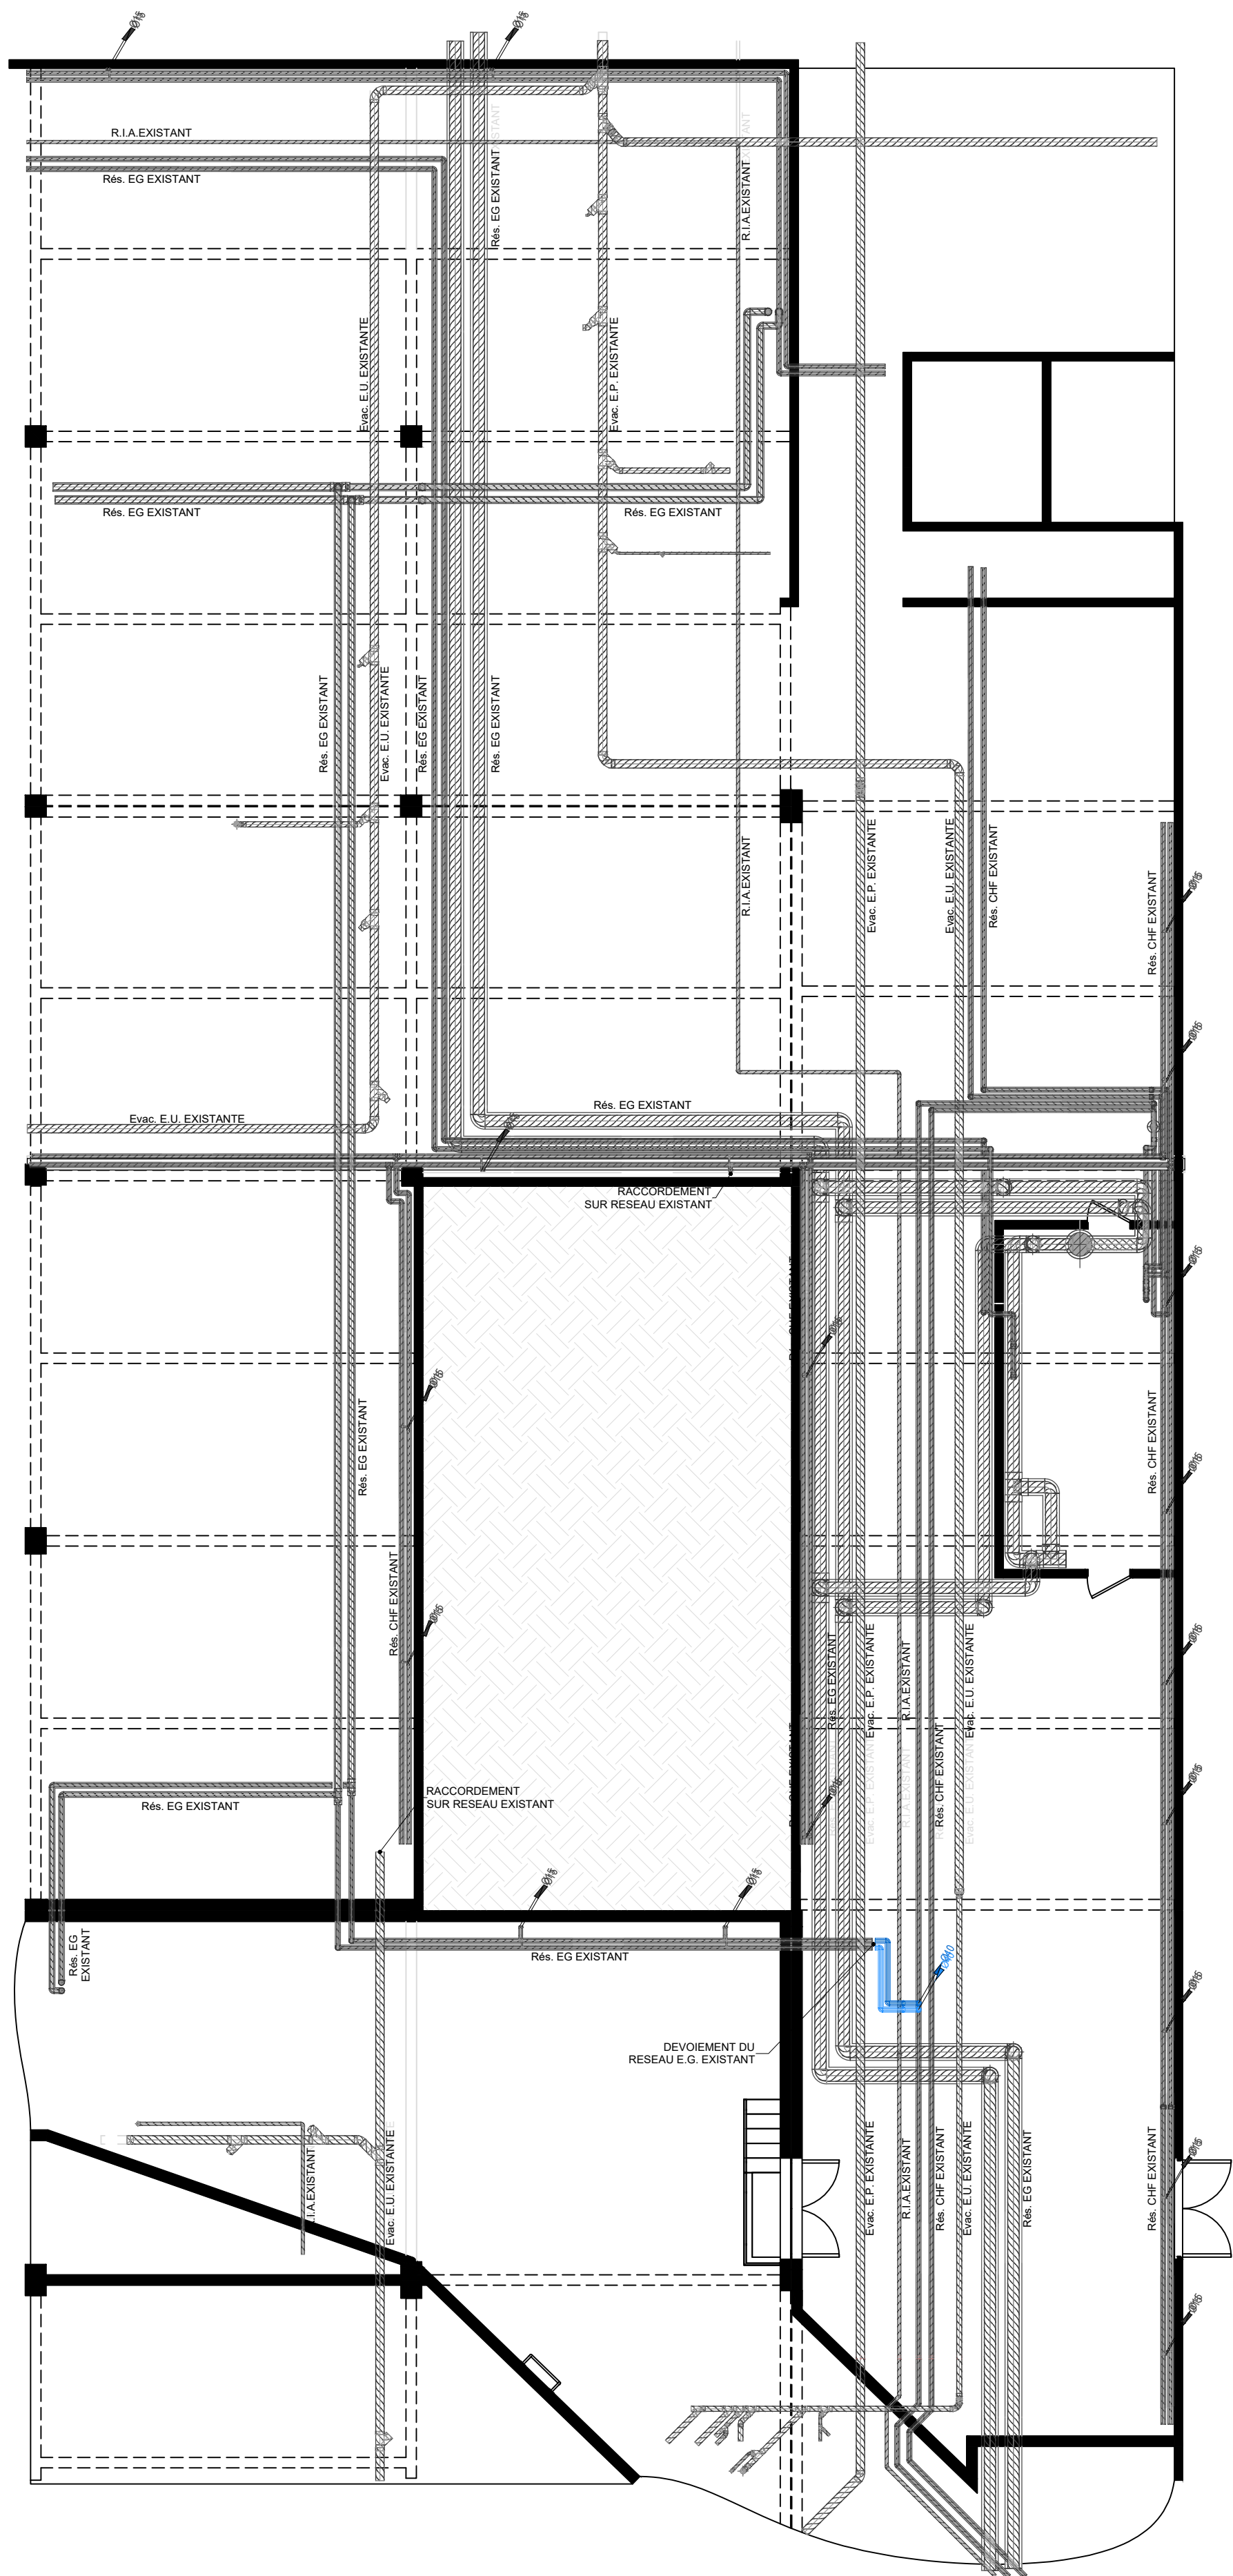 R.I.A.EXISTANT
Rés. EG EXISTANT
Rés. EG EXISTANT
R.I.A.EXISTANT
Evac. E.U. EXISTANTE
Evac. E.P. EXISTANTE
Rés. EG EXISTANT
Rés. EG EXISTANT
Rés. EG EXISTANT
Evac. E.U. EXISTANTE
Rés. EG EXISTANT
Rés. EG EXISTANT
R.I.A.EXISTANT
Evac. E.P. EXISTANTE
Evac. E.U. EXISTANTE
Rés. CHF EXISTANT
Rés. CHF EXISTANT
Evac. E.U. EXISTANTE
Rés. EG EXISTANT
RACCORDEMENT
SUR RESEAU EXISTANT
Rés. EG EXISTANT
Rés. CHF EXISTANT
Rés. CHF EXISTANT
Rés. EG EXISTANT
Evac. E.P. EXISTANTE
R.I.A.EXISTANT
Rés. CHF EXISTANT
Evac. E.U. EXISTANTE
RACCORDEMENT
SUR RESEAU EXISTANT
Rés. EG EXISTANT
Rés. EG
EXISTANT
Rés. EG EXISTANT
DEVOIEMENT DU
RESEAU E.G. EXISTANT
.I.A.EXISTANT
Evac. E.U. EXISTANTE
Evac. E.P. EXISTANTE
R.I.A.EXISTANT
Rés. CHF EXISTANT
Evac. E.U. EXISTANTE
Rés. EG EXISTANT
Rés. CHF EXISTANT